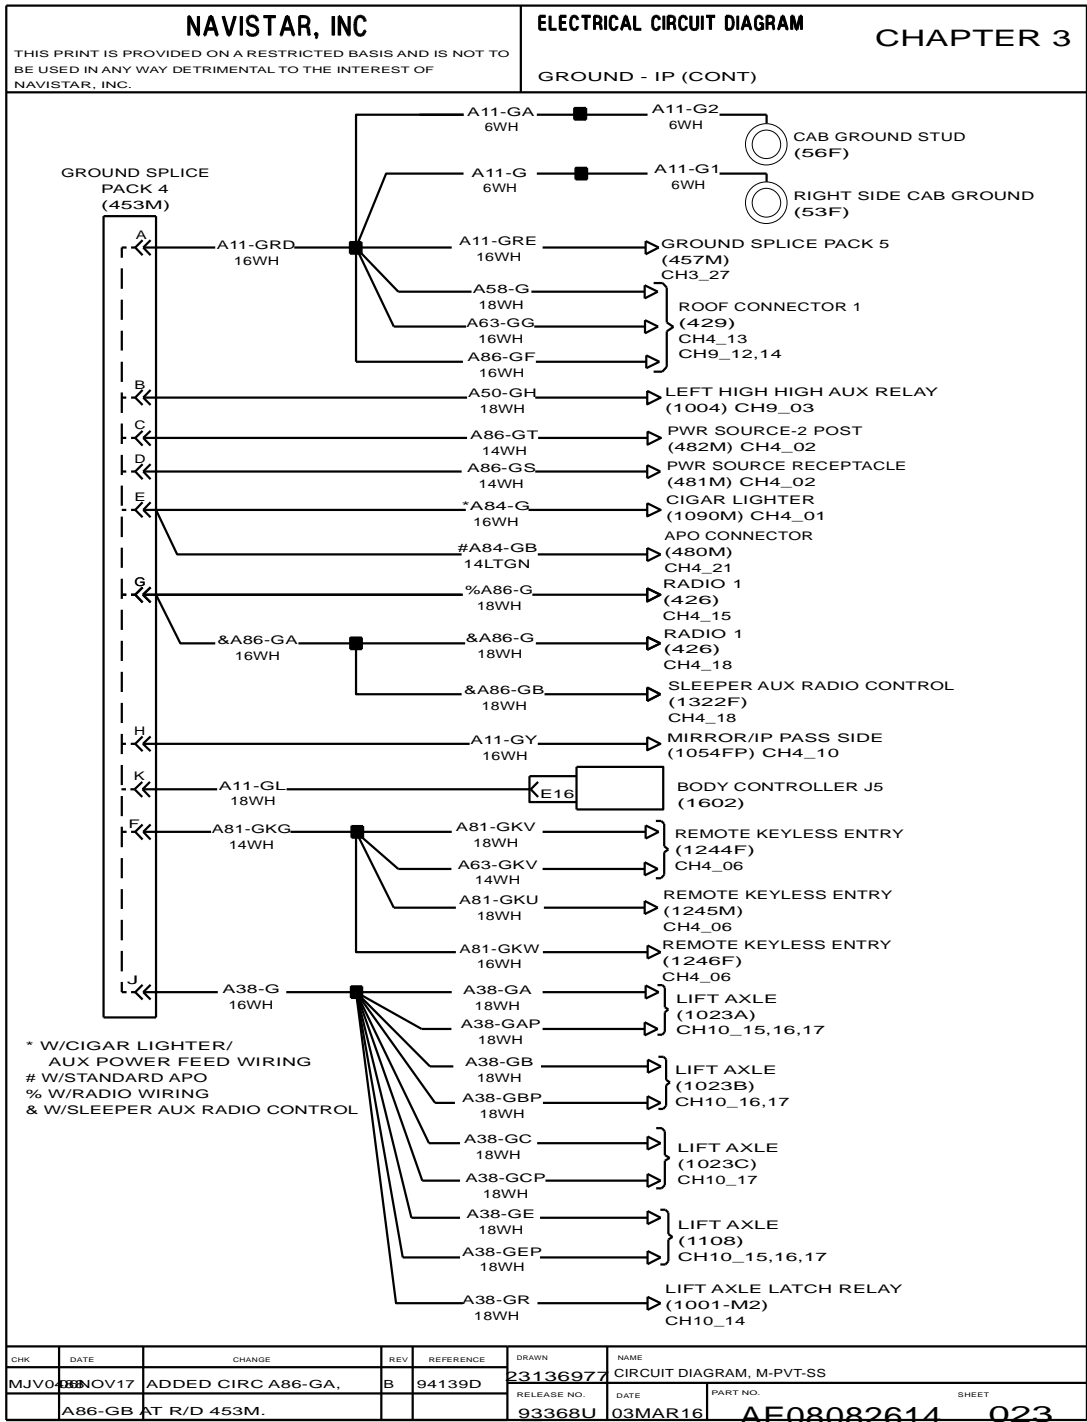 NAVISTAR, INC
THIS PRINT IS PROVIDED ON A RESTRICTED BASIS AND IS NOT TO
BE USED IN ANY WAY DETRIMENTAL TO THE INTEREST OF
NAVISTAR, INC.
ELECTRICAL CIRCUIT DIAGRAM
CHAPTER 3
GROUND - IP (CONT)
GROUND SPLICE
PACK 4
(453M)
A11-GA
6WH
A11-G2
6WH
CAB GROUND STUD
(56F)
A11-G
6WH
A11-G1
6WH
RIGHT SIDE CAB GROUND
(53F)
A
A11-GRD
16WH
A11-GRE
16WH
GROUND SPLICE PACK 5
(457M)
CH3_27
A58-G
18WH
A63-GG
16WH
A86-GF
16WH
ROOF CONNECTOR 1
(429)
CH4_13
CH9_12,14
B
A50-GH
18WH
LEFT HIGH HIGH AUX RELAY
(1004) CH9_03
C
A86-GT
14WH
PWR SOURCE-2 POST
(482M) CH4_02
D
A86-GS
14WH
PWR SOURCE RECEPTACLE
(481M) CH4_02
E
*A84-G
16WH
CIGAR LIGHTER
(1090M) CH4_01
#A84-GB
14LTGN
APO CONNECTOR
(480M)
CH4_21
G
%A86-G
18WH
RADIO 1
(426)
CH4_15
&A86-GA
16WH
&A86-G
18WH
RADIO 1
(426)
CH4_18
&A86-GB
18WH
SLEEPER AUX RADIO CONTROL
(1322F)
CH4_18
H
A11-GY
16WH
MIRROR/IP PASS SIDE
(1054FP) CH4_10
K
A11-GL
18WH
E16
BODY CONTROLLER J5
(1602)
F
A81-GKG
14WH
A81-GKV
18WH
A63-GKV
14WH
REMOTE KEYLESS ENTRY
(1244F)
CH4_06
A81-GKU
18WH
REMOTE KEYLESS ENTRY
(1245M)
CH4_06
A81-GKW
16WH
REMOTE KEYLESS ENTRY
(1246F)
CH4_06
J
A38-G
16WH
A38-GA
18WH
A38-GAP
18WH
LIFT AXLE
(1023A)
CH10_15,16,17
A38-GB
18WH
A38-GBP
18WH
LIFT AXLE
(1023B)
CH10_16,17
A38-GC
18WH
A38-GCP
18WH
LIFT AXLE
(1023C)
CH10_17
A38-GE
18WH
A38-GEP
18WH
LIFT AXLE
(1108)
CH10_15,16,17
A38-GR
18WH
LIFT AXLE LATCH RELAY
(1001-M2)
CH10_14
* W/CIGAR LIGHTER/
AUX POWER FEED WIRING
# W/STANDARD APO
% W/RADIO WIRING
& W/SLEEPER AUX RADIO CONTROL
CHK DATE CHANGE REV REFERENCE
ADDED CIRC A86-GA, B 94139D
A86-GB AT R/D 453M.
DRAWN
23136977
NAME
CIRCUIT DIAGRAM, M-PVT-SS
RELEASE NO.
93368U
DATE
03MAR16
PART NO.
AE08082614
SHEET
023